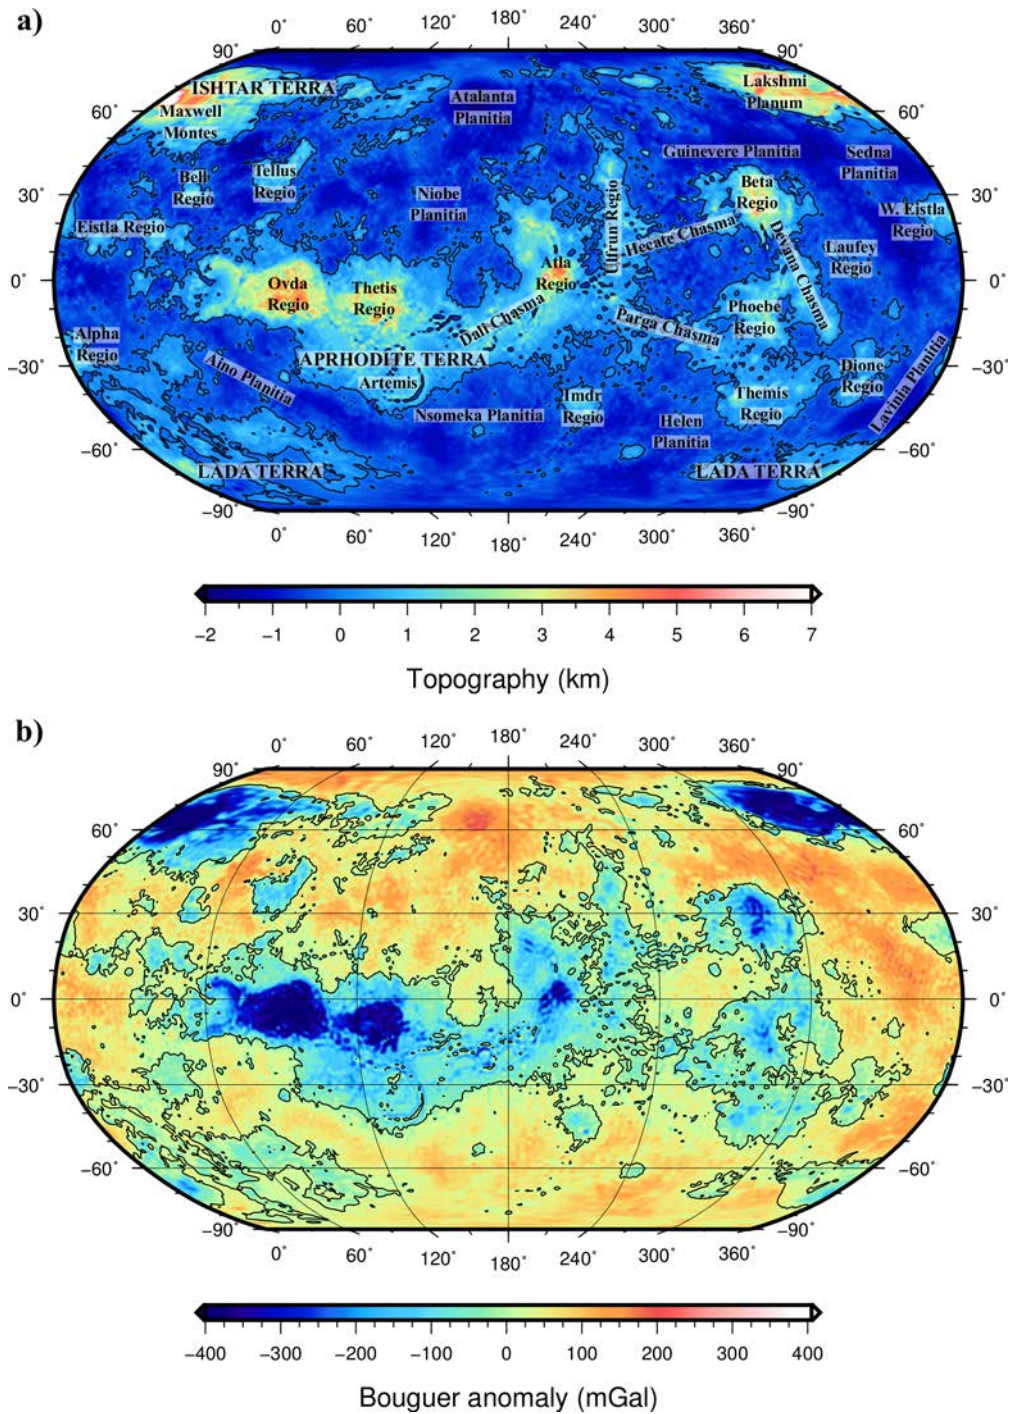 a)
0° 60° 120° 180° 240° 300° 360°
90° 90°
ISHTAR TERRA
Lakshmi
Planum
Maxwell
Montes
Atalanta
Planitia
60° 60°
Guinevere Planitia
Sedna
Planitia
Bell
Regio
Tellus
Regio
Beta
Regio
30° 30°
Niobe
Planitia
Ulfrun Regio
W. Eistla
Regio
Eistla Regio
Hecate Chasma
Devana Chasma
Laufey
Regio
Atla
Regio
0° 0°
Ovda
Regio
Thetis
Regio
Dali Chasma
Phoebe
Regio
Parga Chasma
Alpha
Regio
−30° −30°
APRHODITE TERRA
Aino Planitia
Artemis
Dione
Regio
Lavinia Planitia
Imdr
Regio
Themis
Regio
Nsomeka Planitia
Helen
Planitia
−60° −60°
LADA TERRA
LADA TERRA
−90° −90°
0° 60° 120° 180° 240° 300° 360°
−2 −1 0 1 2 3 4 5 6 7
Topography (km)
b)
0° 60° 120° 180° 240° 300° 360°
90° 90°
60° 60°
30° 30°
0° 0°
−30° −30°
−60° −60°
−90° −90°
0° 60° 120° 180° 240° 300° 360°
−400 −300 −200 −100 0 100 200 300 400
Bouguer anomaly (mGal)